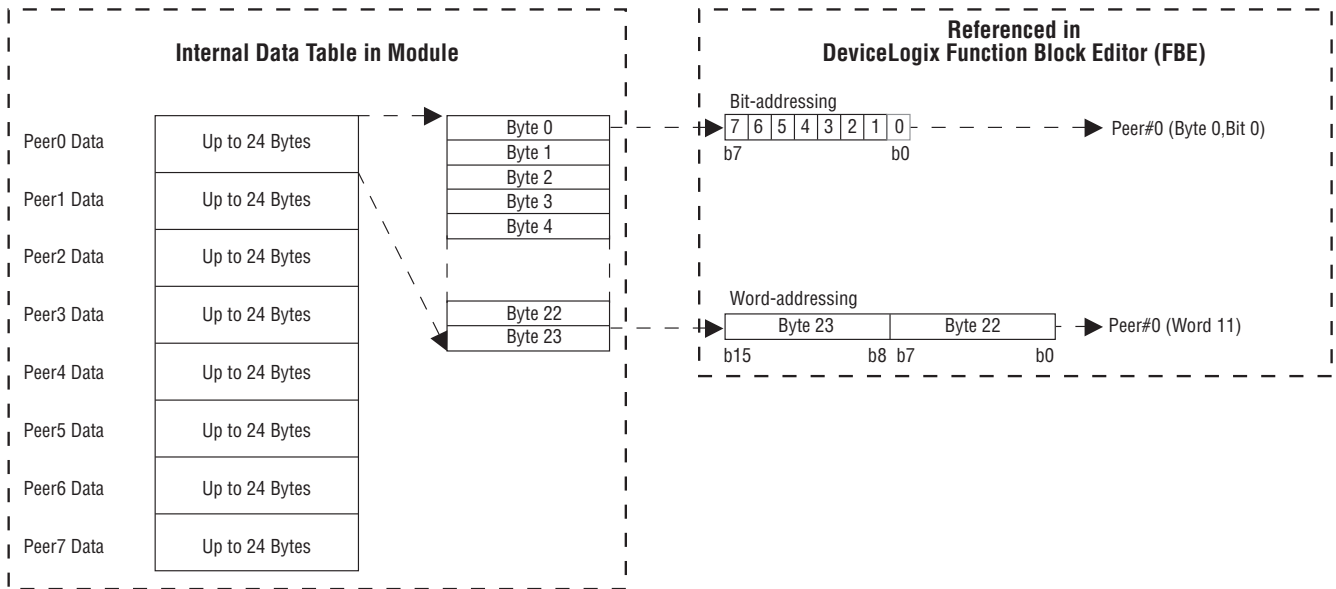 Internal Data Table in Module
Peer0 Data Up to 24 Bytes
Peer1 Data Up to 24 Bytes
Peer2 Data Up to 24 Bytes
Peer3 Data Up to 24 Bytes
Peer4 Data Up to 24 Bytes
Peer5 Data Up to 24 Bytes
Peer6 Data Up to 24 Bytes
Peer7 Data Up to 24 Bytes
Byte 0
Byte 1
Byte 2
Byte 3
Byte 4
Byte 22
Byte 23
Referenced in
DeviceLogix Function Block Editor (FBE)
Bit-addressing
7 6 5 4 3 2 1 0 Peer#0 (Byte 0,Bit 0)
b7 b0
Word-addressing
Byte 23 Byte 22 Peer#0 (Word 11)
b15 b8 b7 b0